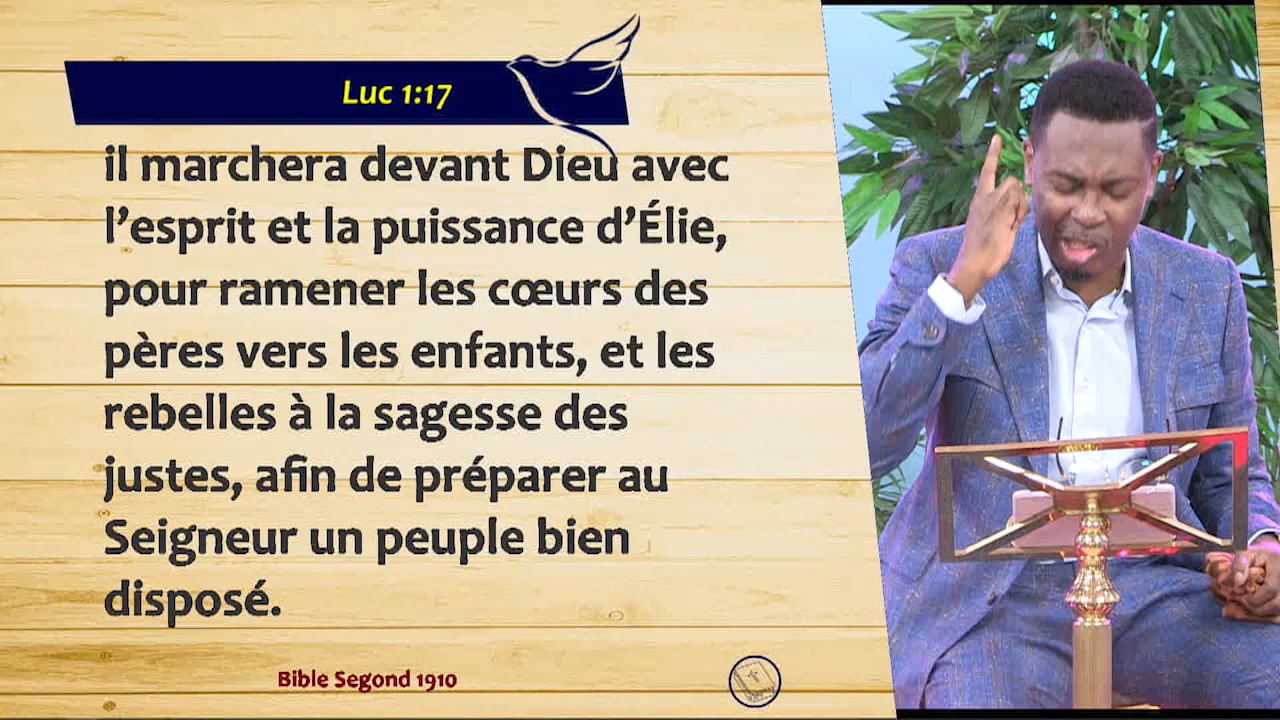 Luc 1:17
il marchera devant Dieu avec
l’esprit et la puissance d’Élie,
pour ramener les cœurs des
pères vers les enfants, et les
rebelles à la sagesse des
justes, afin de préparer au
Seigneur un peuple bien
disposé.
Bible Segond 1910